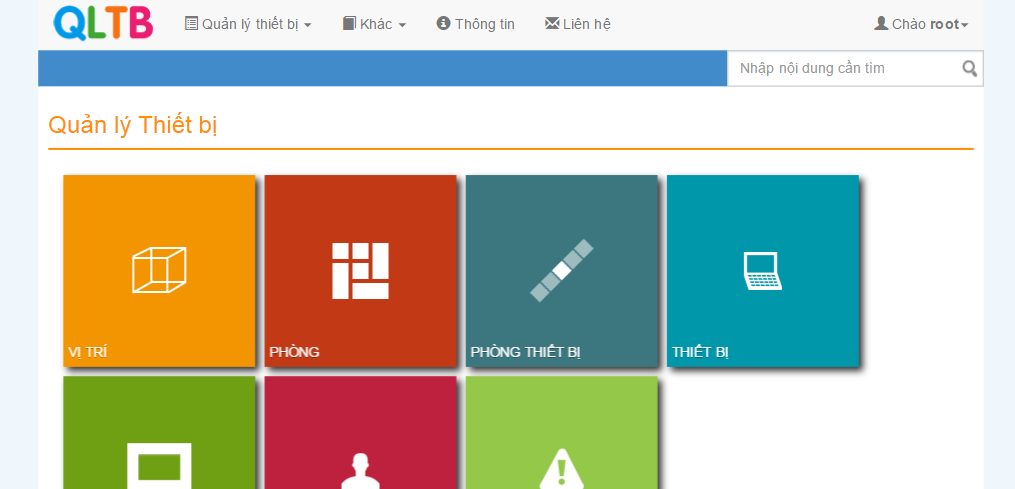 QLTB Quản lý thiết bị Khác Thông tin Liên hệ Chào root
Nhập nội dung cần tìm
Quản lý Thiết bị
VỊ TRÍ
PHÒNG
PHÒNG THIẾT BỊ
THIẾT BỊ